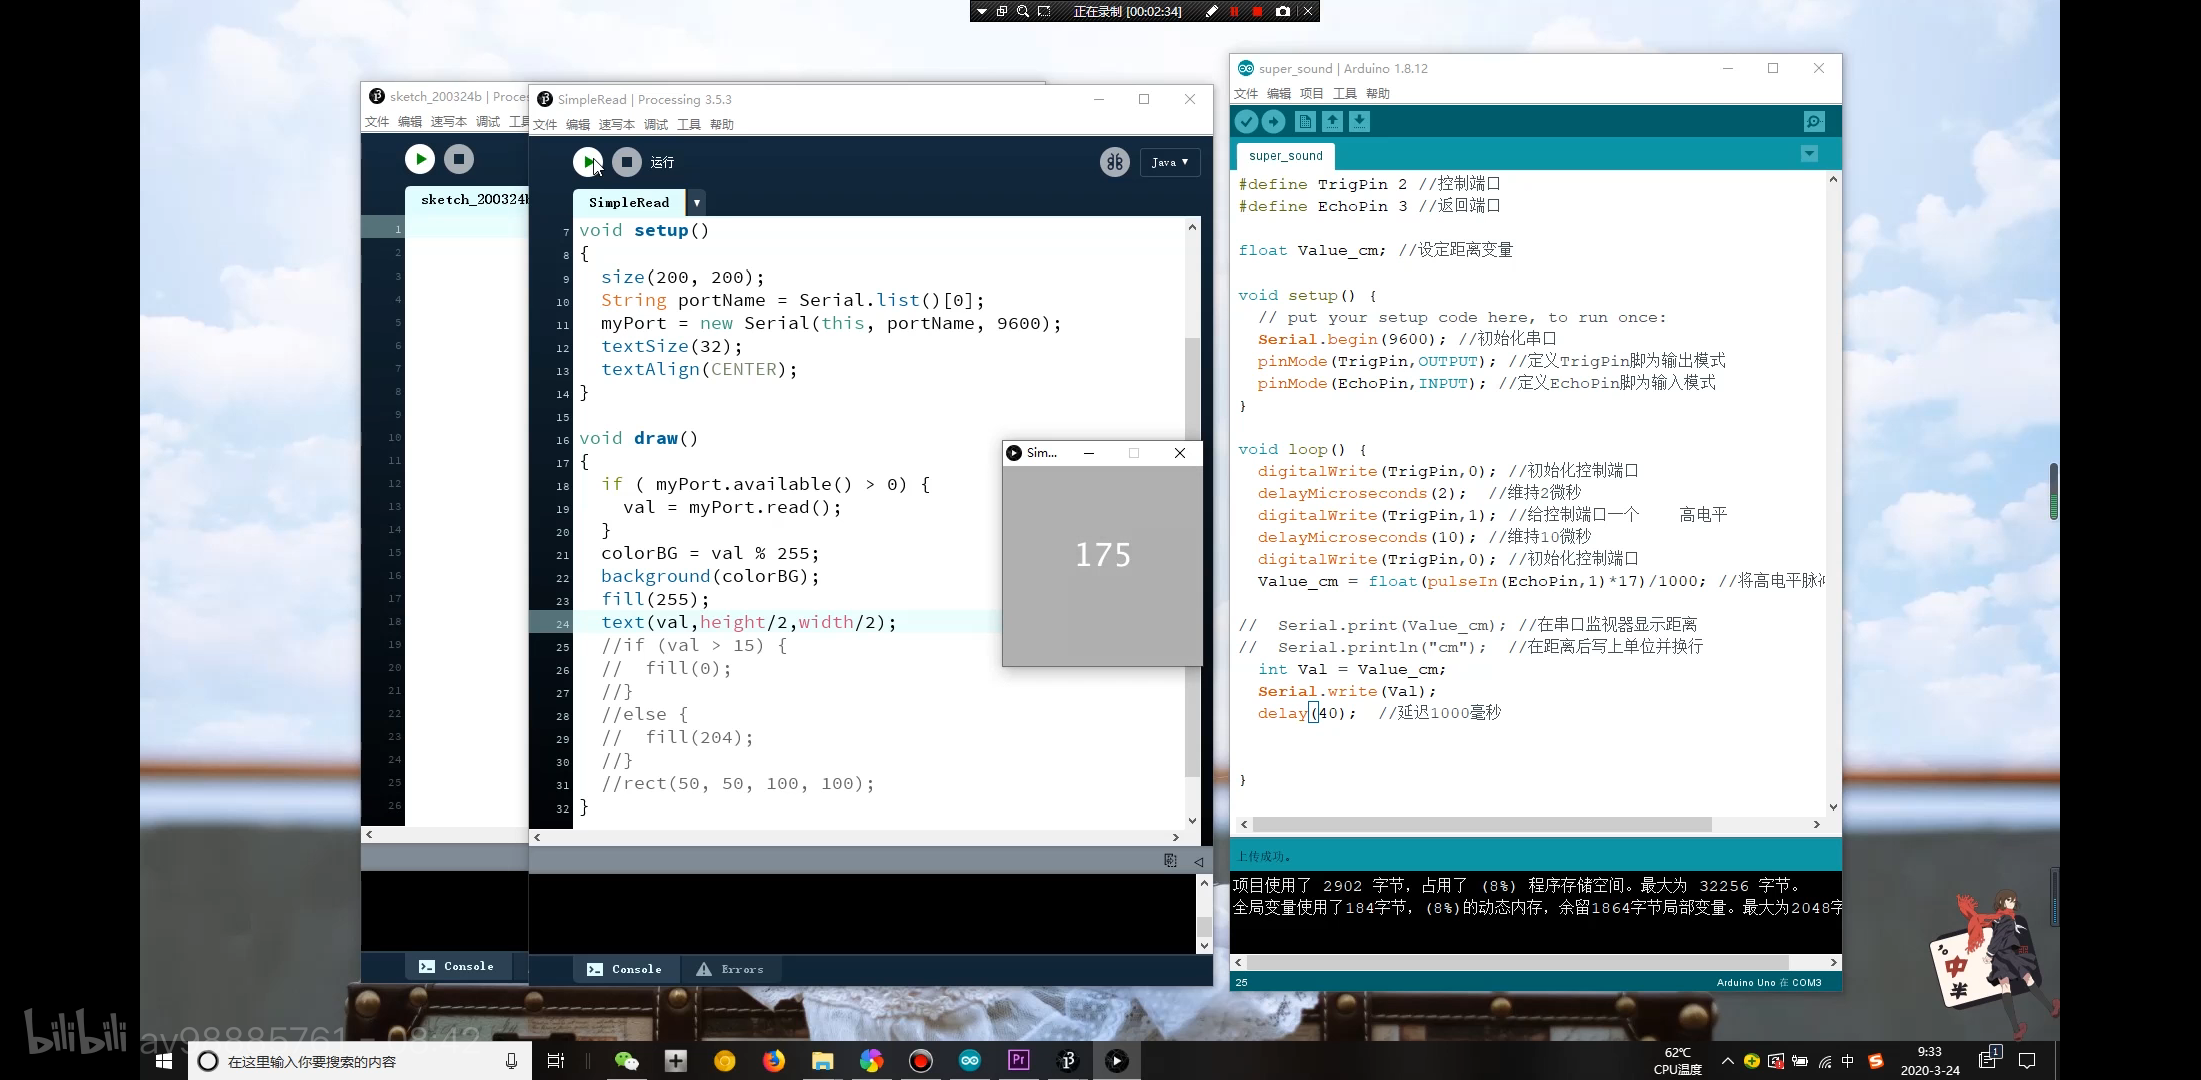 正在录制 [00:02:34]
sketch_200324b | Proce
文件 编辑 速写本 调试 工具
sketch_200324b
1
2
3
4
5
6
7
8
9
10
11
12
13
14
15
16
17
18
19
20
21
22
23
24
25
26
Console
SimpleRead | Processing 3.5.3
文件 编辑 速写本 调试 工具 帮助
运行
Java
SimpleRead
7 void setup()
8 {
9 size(200, 200);
10 String portName = Serial.list()[0];
11 myPort = new Serial(this, portName, 9600);
12 textSize(32);
13 textAlign(CENTER);
14 }
15
16 void draw()
17 {
18 if ( myPort.available() > 0) {
19 val = myPort.read();
20 }
21 colorBG = val % 255;
22 background(colorBG);
23 fill(255);
24 text(val,height/2,width/2);
25 //if (val > 15) {
26 //  fill(0);
27 //}
28 //else {
29 //  fill(204);
30 //}
31 //rect(50, 50, 100, 100);
32 }
Console Errors
Sim...
175
super_sound | Arduino 1.8.12
文件 编辑 项目 工具 帮助
super_sound
#define TrigPin 2 //控制端口
#define EchoPin 3 //返回端口
float Value_cm; //设定距离变量
void setup() {
// put your setup code here, to run once:
Serial.begin(9600); //初始化串口
pinMode(TrigPin,OUTPUT); //定义TrigPin脚为输出模式
pinMode(EchoPin,INPUT); //定义EchoPin脚为输入模式
}
void loop() {
digitalWrite(TrigPin,0); //初始化控制端口
delayMicroseconds(2);  //维持2微秒
digitalWrite(TrigPin,1); //给控制端口一个    高电平
delayMicroseconds(10); //维持10微秒
digitalWrite(TrigPin,0); //初始化控制端口
Value_cm = float(pulseIn(EchoPin,1)*17)/1000; //将高电平脉冲
//  Serial.print(Value_cm); //在串口监视器显示距离
//  Serial.println("cm");  //在距离后写上单位并换行
int Val = Value_cm;
Serial.write(Val);
delay(40);  //延迟1000毫秒
}
上传成功。
项目使用了 2902 字节，占用了 (8%) 程序存储空间。最大为 32256 字节。
全局变量使用了184字节，(8%)的动态内存，余留1864字节局部变量。最大为2048字
25
Arduino Uno 在 COM3
中
半
bilibili av98885761 - 08:42
在这里输入你要搜索的内容
Pr
62℃
CPU温度
中
9:33
2020-3-24
1